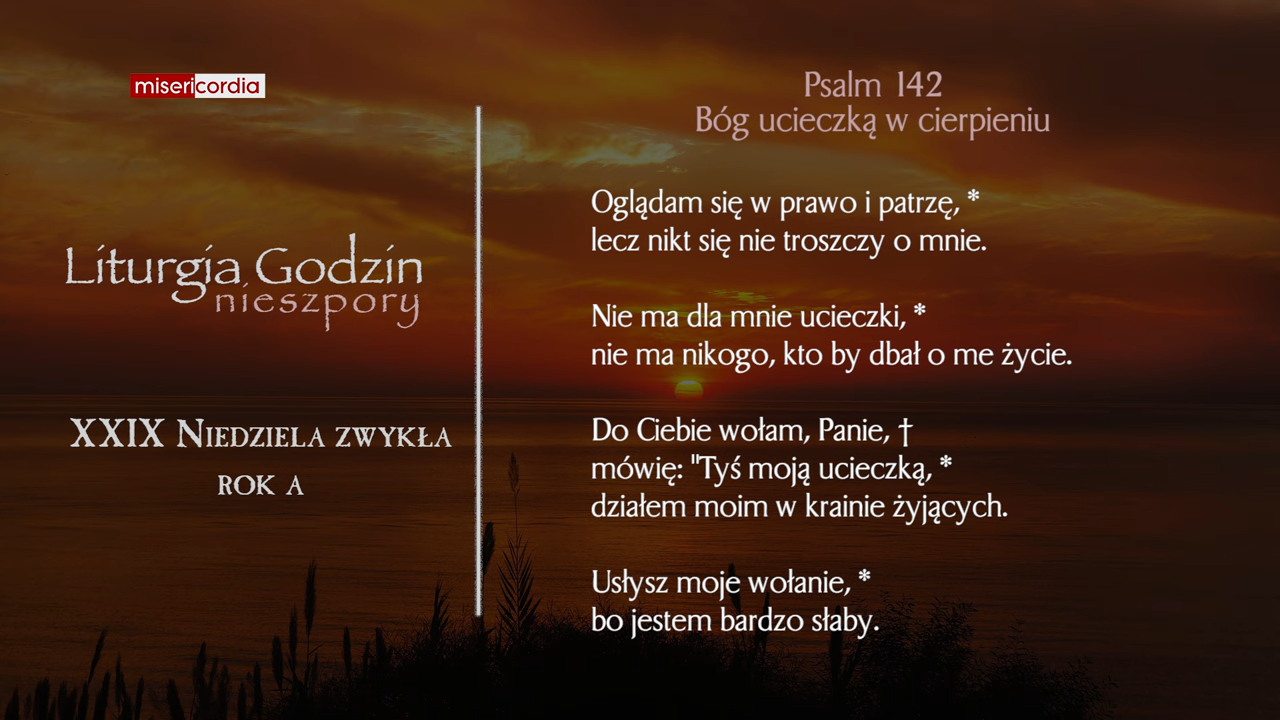 misericordia
Liturgia Godzin
nieszpory
XXIX Niedziela zwykła
rok A
Psalm 142
Bóg ucieczką w cierpieniu
Oglądam się w prawo i patrzę, *
lecz nikt się nie troszczy o mnie.
Nie ma dla mnie ucieczki, *
nie ma nikogo, kto by dbał o me życie.
Do Ciebie wołam, Panie, †
mówię: "Tyś moją ucieczką, *
działem moim w krainie żyjących.
Usłysz moje wołanie, *
bo jestem bardzo słaby.